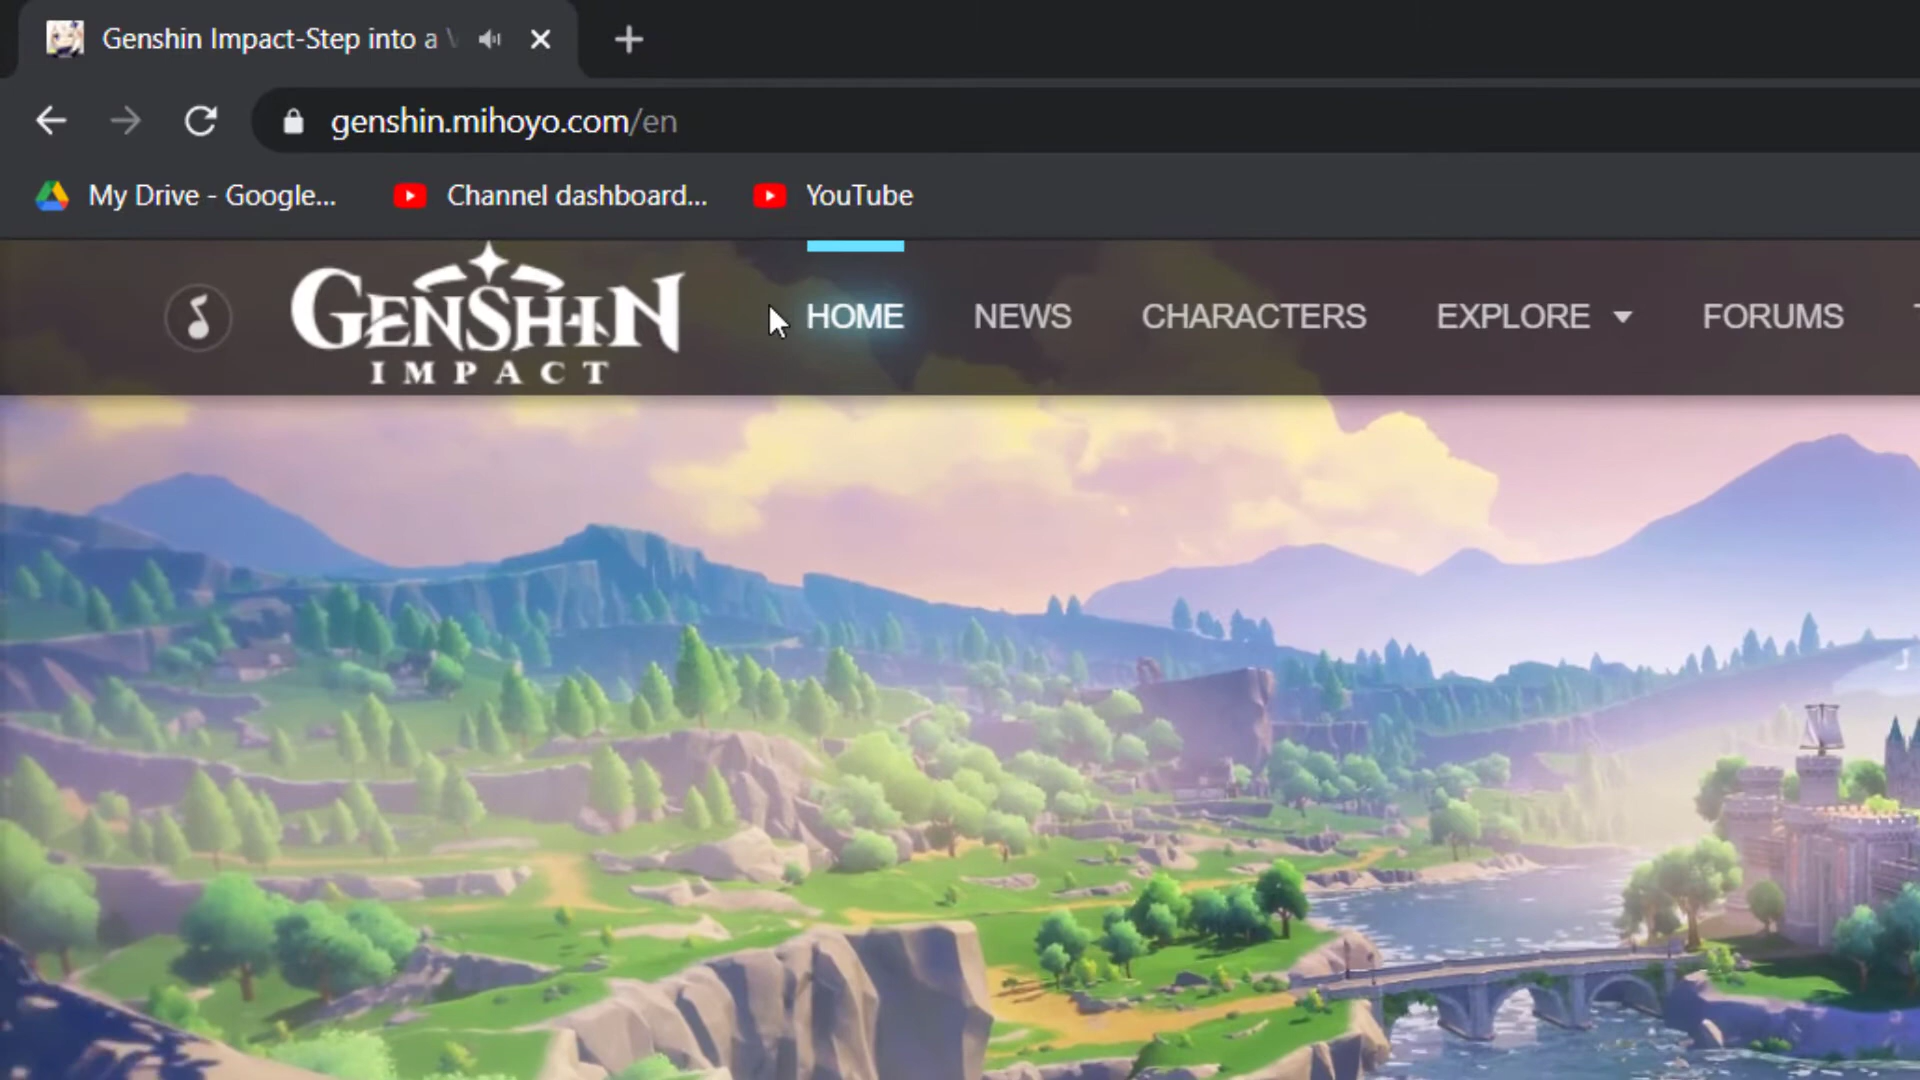 Genshin Impact-Step into a
genshin.mihoyo.com/en
My Drive - Google...
Channel dashboard...
YouTube
GENSHIN
IMPACT
HOME
NEWS
CHARACTERS
EXPLORE
FORUMS